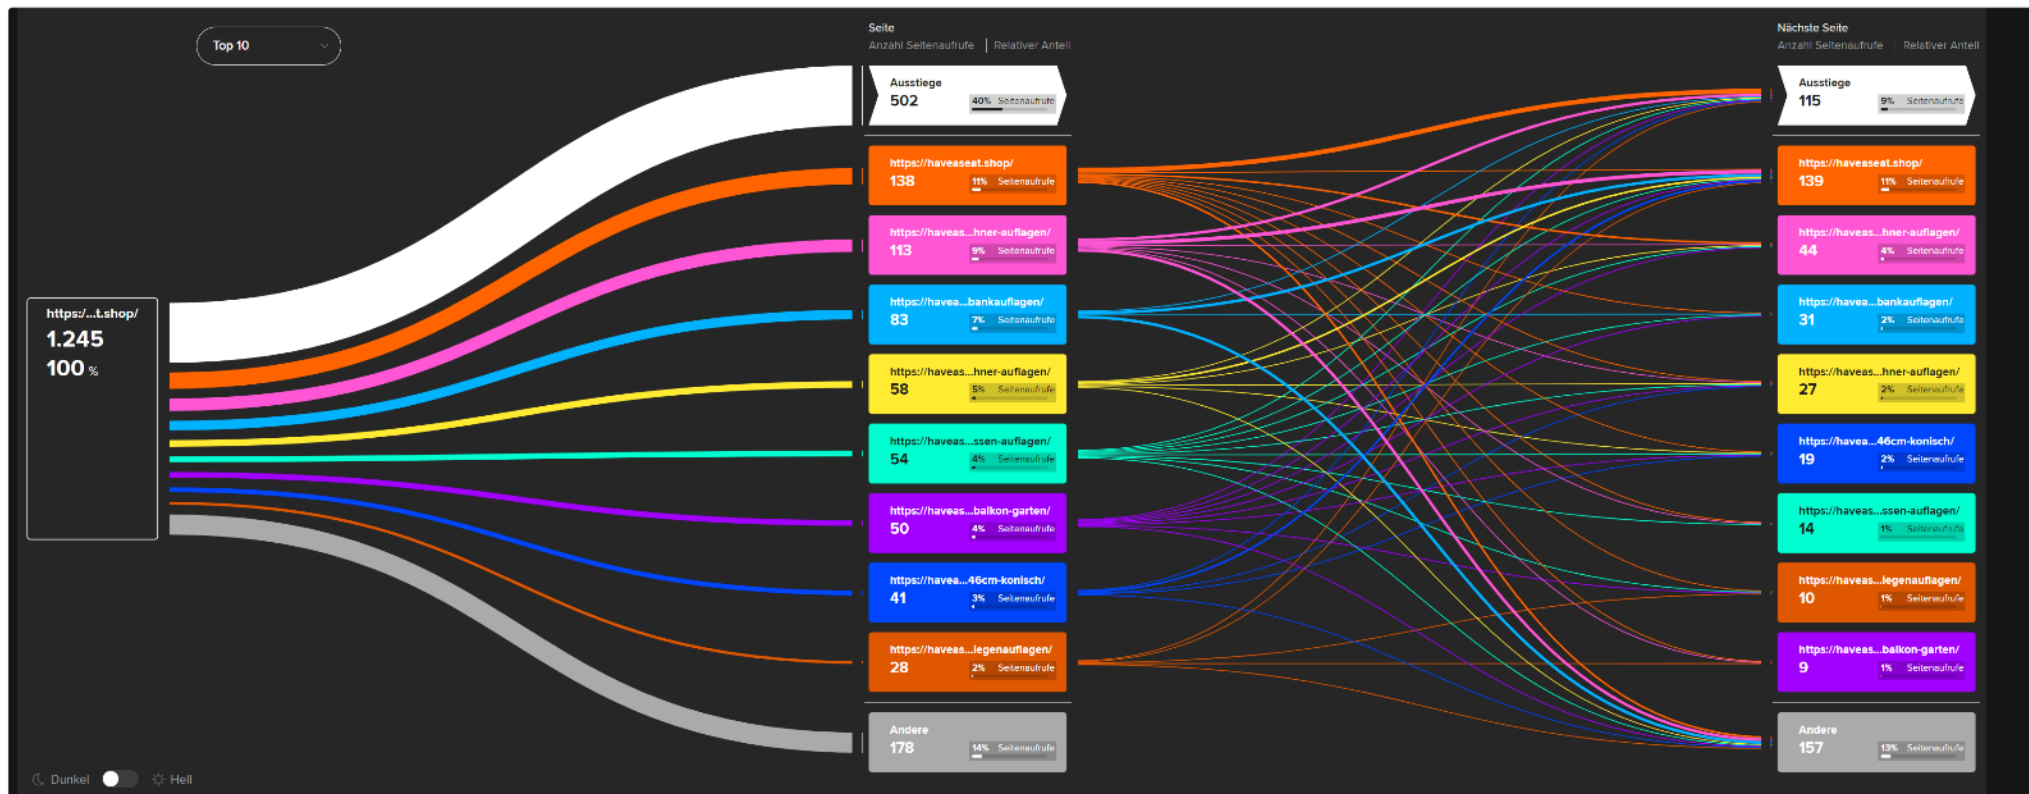 Top 10
https:/...t.shop/
1.245
100 %
Dunkel Hell
Seite
Anzahl Seitenaufrufe | Relativer Anteil
Ausstiege
502 40% Seitenaufrufe
https://haveaseat.shop/
138 11% Seitenaufrufe
https://haveas...hner-auflagen/
113 9% Seitenaufrufe
https://havea...bankauflagen/
83 7% Seitenaufrufe
https://haveas...hner-auflagen/
58 5% Seitenaufrufe
https://haveas...ssen-auflagen/
54 4% Seitenaufrufe
https://haveas...balkon-garten/
50 4% Seitenaufrufe
https://havea...46cm-konisch/
41 3% Seitenaufrufe
https://haveas...legenauflagen/
28 2% Seitenaufrufe
Andere
178 14% Seitenaufrufe
Nächste Seite
Anzahl Seitenaufrufe | Relativer Anteil
Ausstiege
115 9% Seitenaufrufe
https://haveaseat.shop/
139 11% Seitenaufrufe
https://haveas...hner-auflagen/
44 4% Seitenaufrufe
https://havea...bankauflagen/
31 2% Seitenaufrufe
https://haveas...hner-auflagen/
27 2% Seitenaufrufe
https://havea...46cm-konisch/
19 2% Seitenaufrufe
https://haveas...ssen-auflagen/
14 1% Seitenaufrufe
https://haveas...legenauflagen/
10 1% Seitenaufrufe
https://haveas...balkon-garten/
9 1% Seitenaufrufe
Andere
157 13% Seitenaufrufe